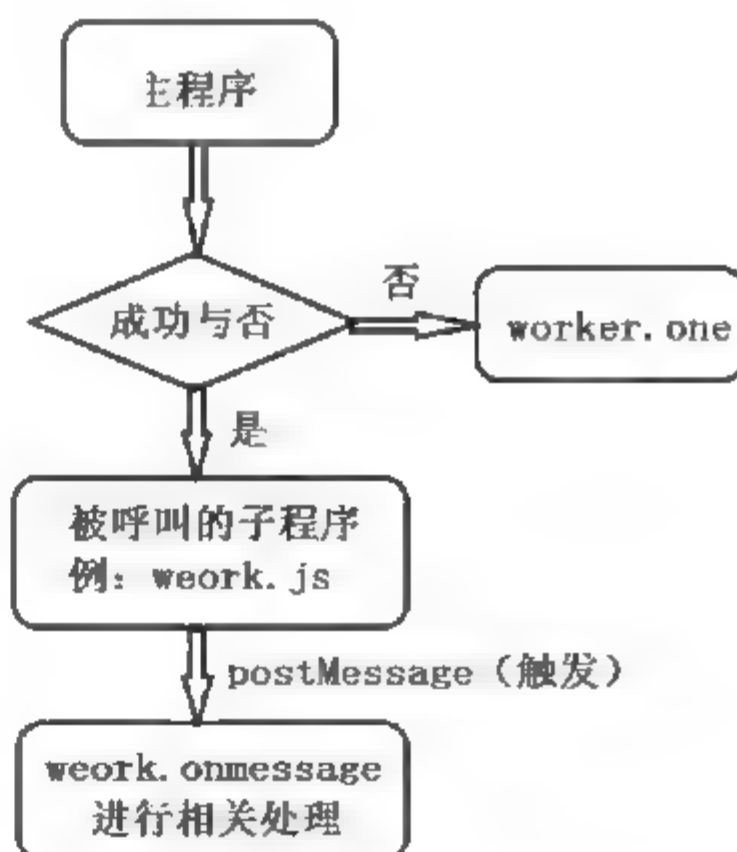 主程序
成功与否
否
worker.one
是
被呼叫的子程序
例：weork.js
postMessage（触发）
weork.onmessage
进行相关处理